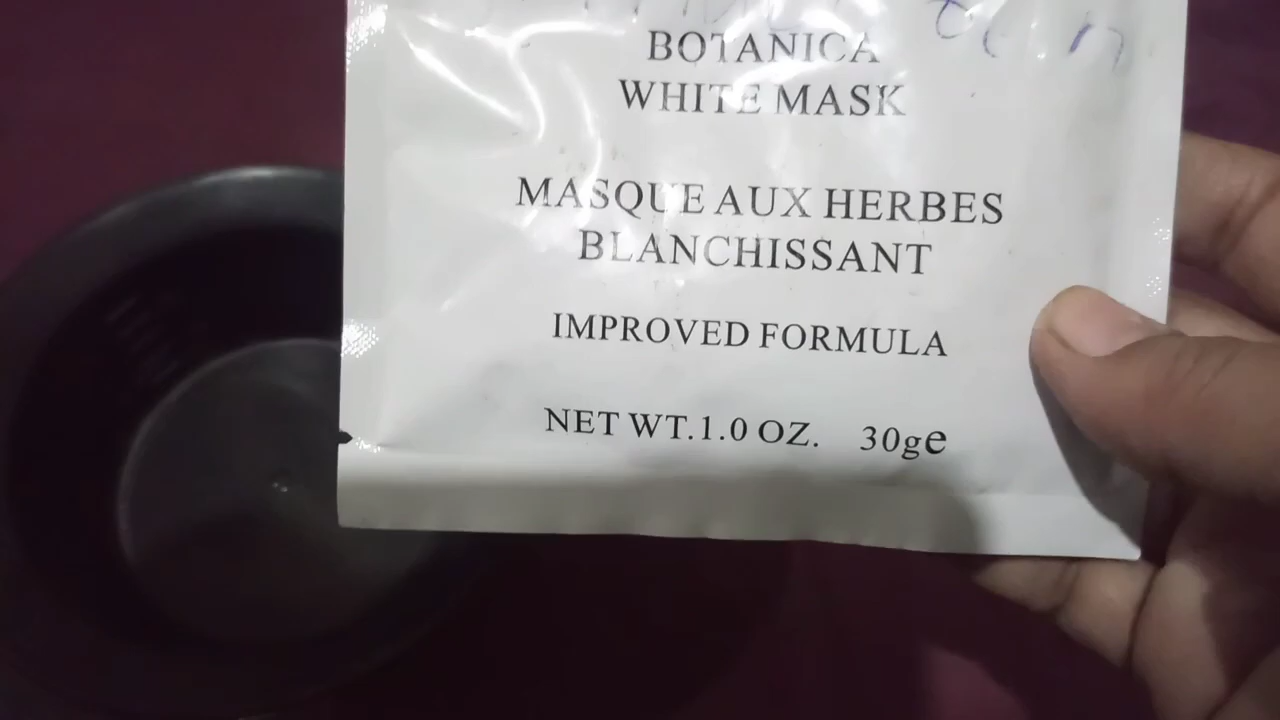 BOTANICA
WHITE MASK
MASQUE AUX HERBES
BLANCHISSANT
IMPROVED FORMULA
NET WT.1.0 OZ. 30ge